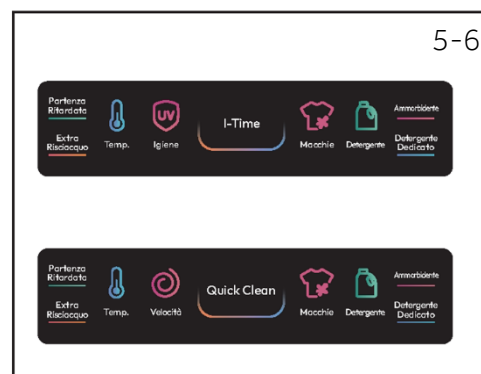 5-6
Partenza
Ritardata
Extra
Risciacquo
Temp.
UV
Igiene
I-Time
Macchie
Detergente
Ammorbidente
Detergente
Dedicato
Partenza
Ritardata
Extra
Risciacquo
Temp.
Velocità
Quick Clean
Macchie
Detergente
Ammorbidente
Detergente
Dedicato